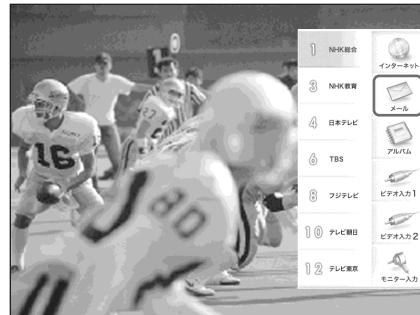 1 NHK総合
3 NHK教育
4 日本テレビ
6 TBS
8 フジテレビ
10 テレビ朝日
12 テレビ東京
インターネット
メール
アルバム
ビデオ入力1
ビデオ入力2
モニター入力
16
SONY
27
80